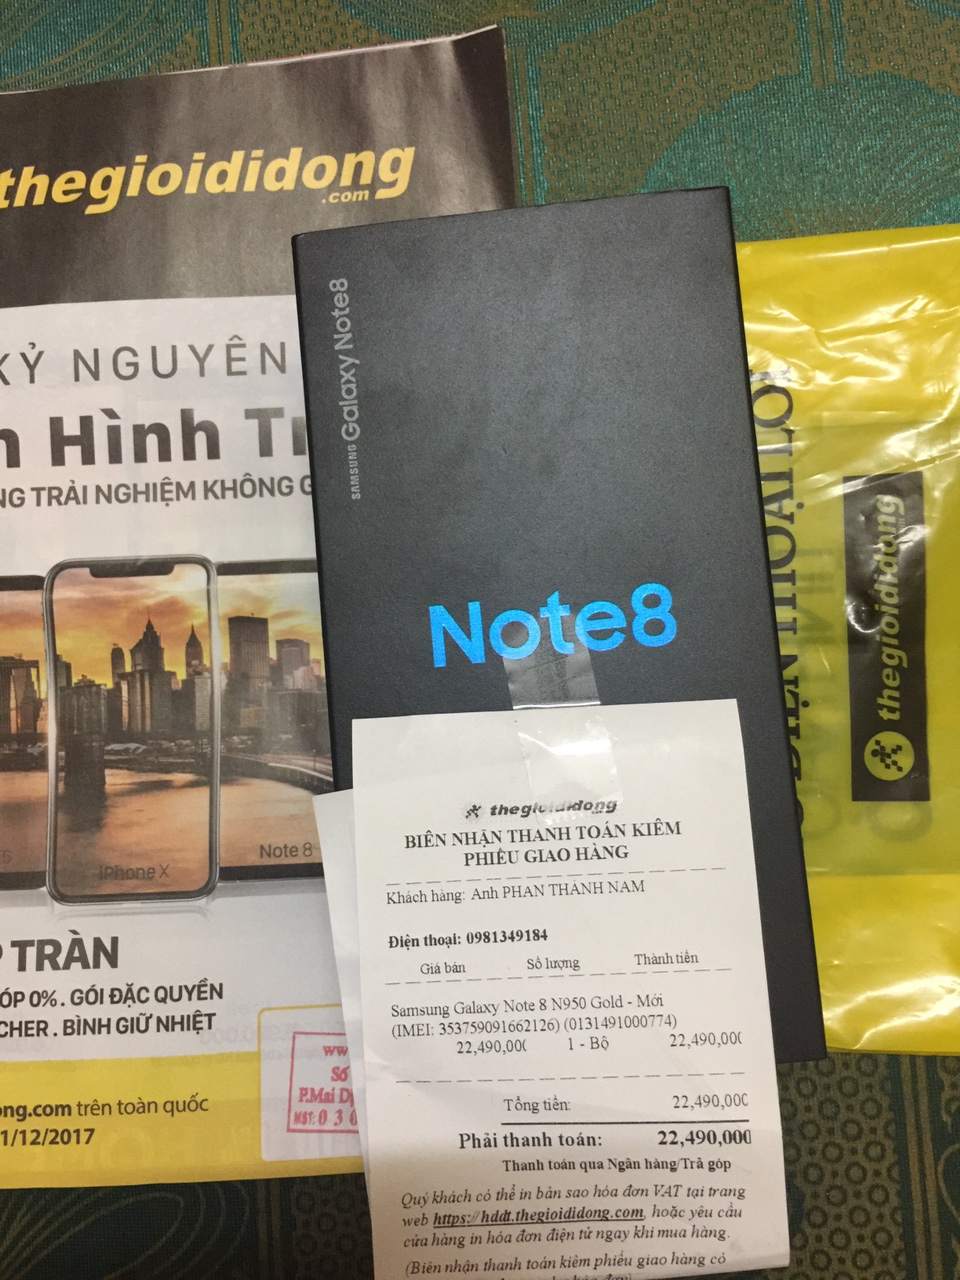 thegioididong
.com
KỶ NGUYÊN
Hình
TRẢI NGHIỆM KHÔNG
iPhone X
Note 8
TRÀN
0%. GÓI ĐẶC QUYỀN
. BÌNH GIỮ NHIỆT
.com trên toàn quốc
1/12/2017
Số
P.Mai
MST: 0 3 0
SAMSUNG Galaxy Note8
Note8
thegioididong
thegioididong
BIÊN NHẬN THANH TOÁN KIÊM
PHIẾU GIAO HÀNG
Khách hàng: Anh PHAN THÀNH NAM
Điện thoại: 0981349184
Giá bán Số lượng Thành tiền
Samsung Galaxy Note 8 N950 Gold - Mới
(IMEI: 353759091662126) (0131491000774)
22,490,000 1 - Bộ 22,490,000
Tổng tiền: 22,490,000
Phải thanh toán: 22,490,000
Thanh toán qua Ngân hàng/Trả góp
Quý khách có thể in bản sao hóa đơn VAT tại trang
web https://hddt.thegioididong.com, hoặc yêu cầu
cửa hàng in hóa đơn điện tử ngay khi mua hàng.
(Biên nhận thanh toán kiêm phiếu giao hàng có